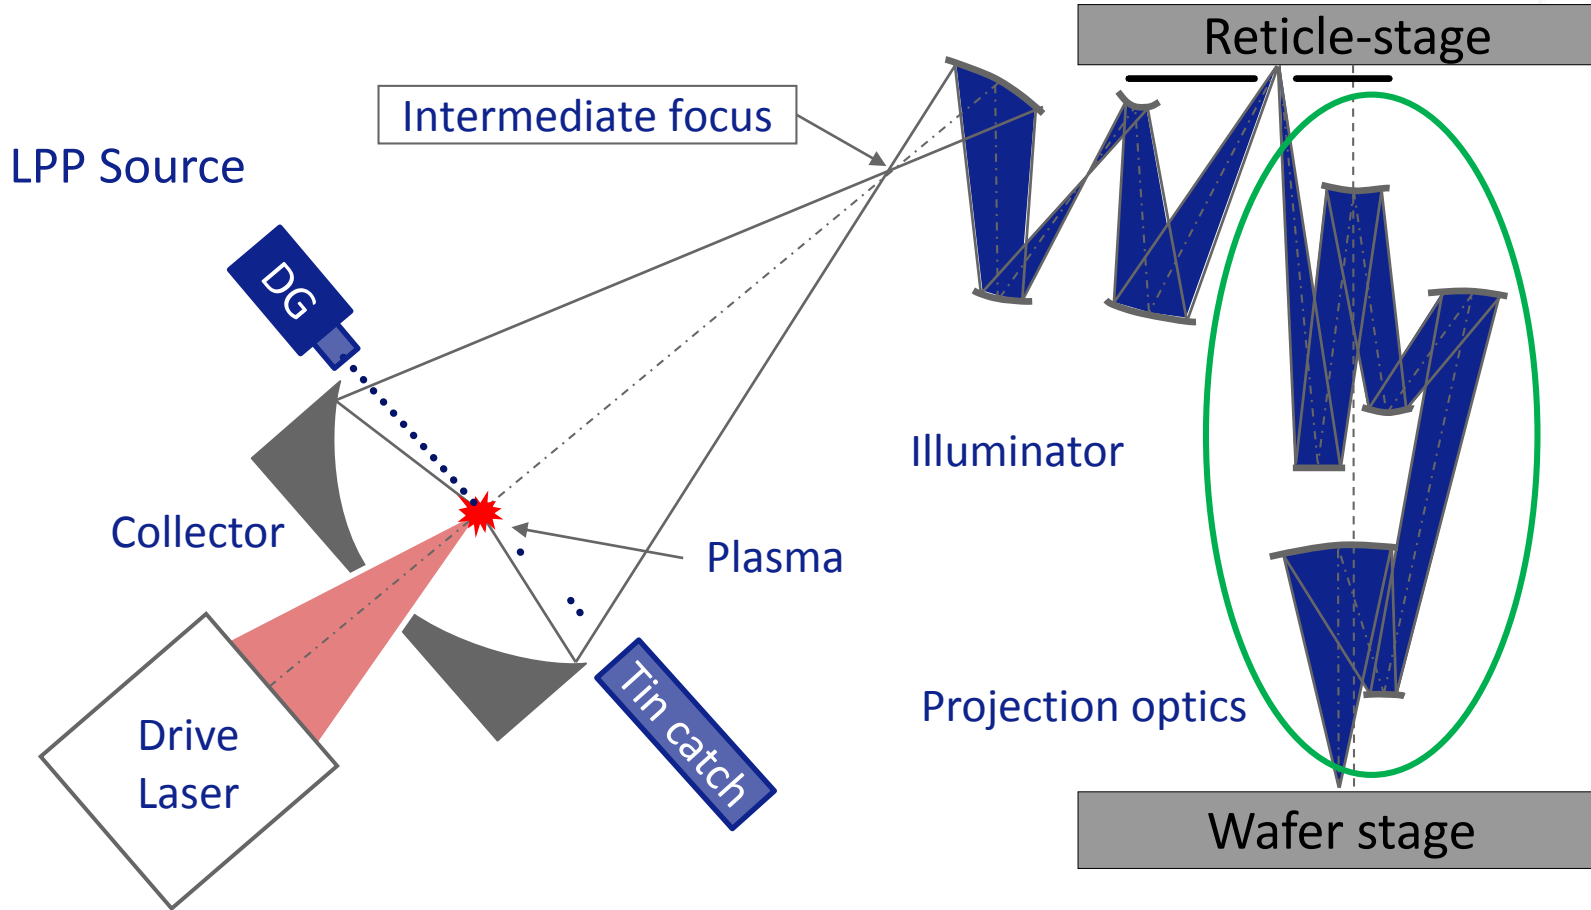 Reticle-stage
Intermediate focus
LPP Source
DG
Illuminator
Collector
Plasma
Projection optics
Tin catch
Drive
Laser
Wafer stage